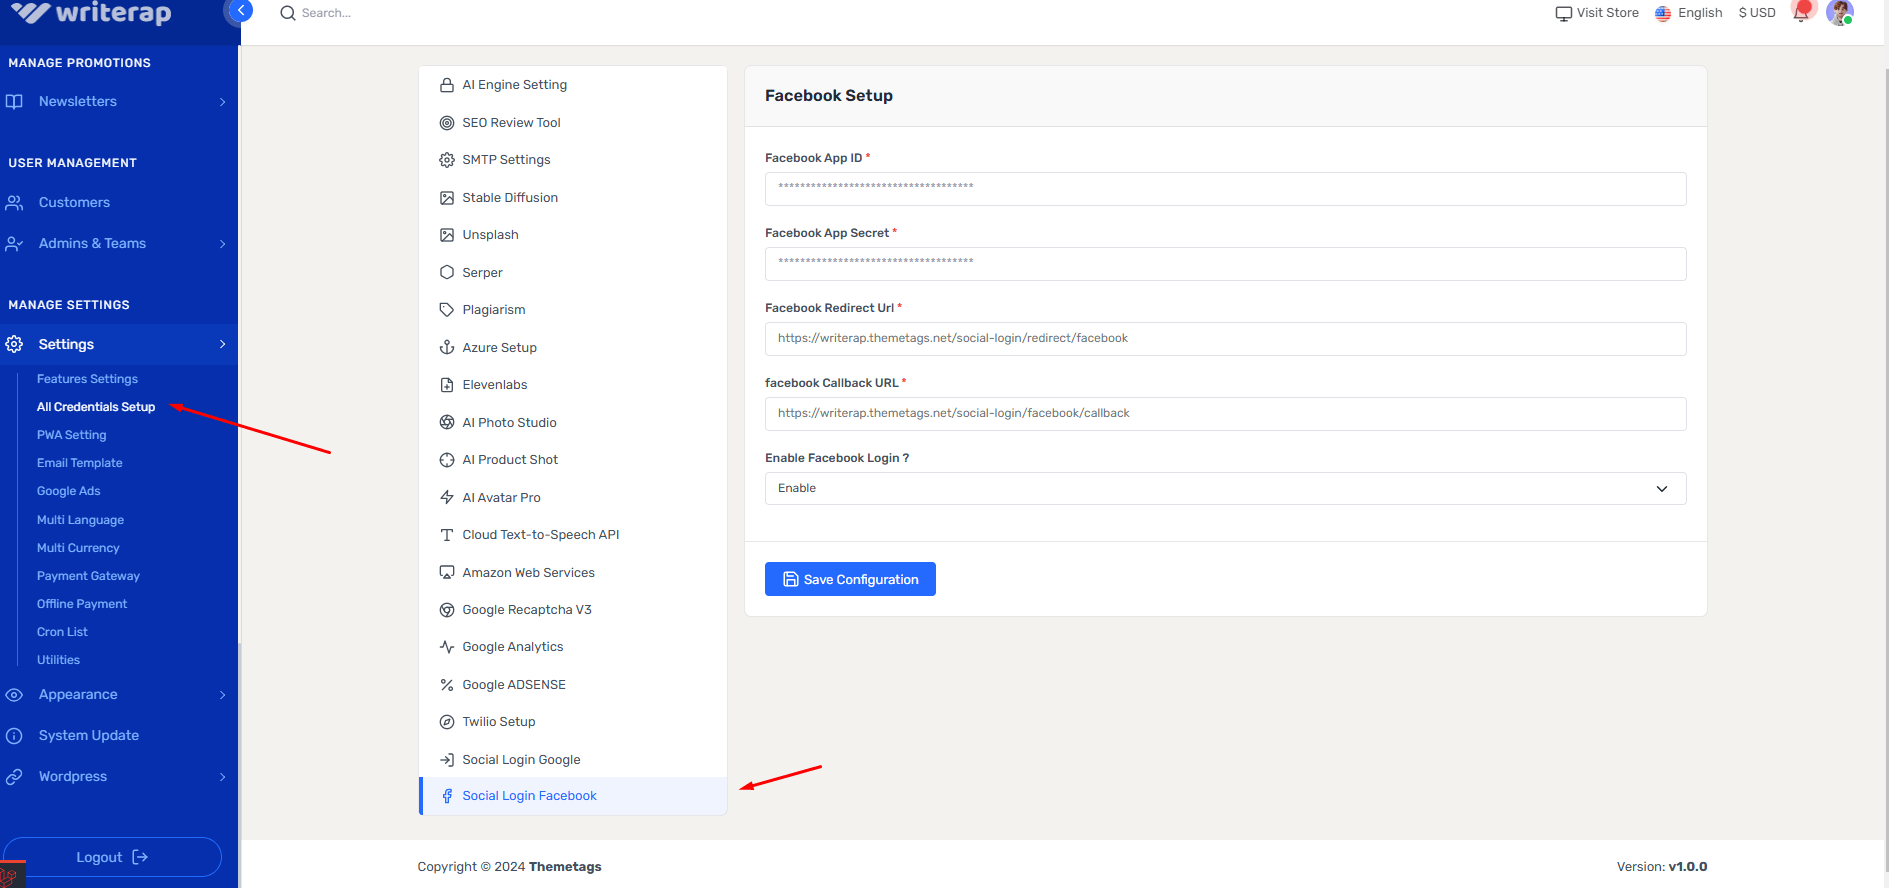 writerap
Search...
Visit Store
English
$ USD
MANAGE PROMOTIONS
Newsletters
USER MANAGEMENT
Customers
Admins & Teams
MANAGE SETTINGS
Settings
Features Settings
All Credentials Setup
PWA Setting
Email Template
Google Ads
Multi Language
Multi Currency
Payment Gateway
Offline Payment
Cron List
Utilities
Appearance
System Update
Wordpress
Logout
AI Engine Setting
SEO Review Tool
SMTP Settings
Stable Diffusion
Unsplash
Serper
Plagiarism
Azure Setup
Elevenlabs
AI Photo Studio
AI Product Shot
AI Avatar Pro
Cloud Text-to-Speech API
Amazon Web Services
Google Recaptcha V3
Google Analytics
Google ADSENSE
Twilio Setup
Social Login Google
Social Login Facebook
Facebook Setup
Facebook App ID *
************************************
Facebook App Secret *
************************************
Facebook Redirect Url *
https://writerap.themetags.net/social-login/redirect/facebook
facebook Callback URL *
https://writerap.themetags.net/social-login/facebook/callback
Enable Facebook Login ?
Enable
Save Configuration
Copyright © 2024 Themetags
Version: v1.0.0